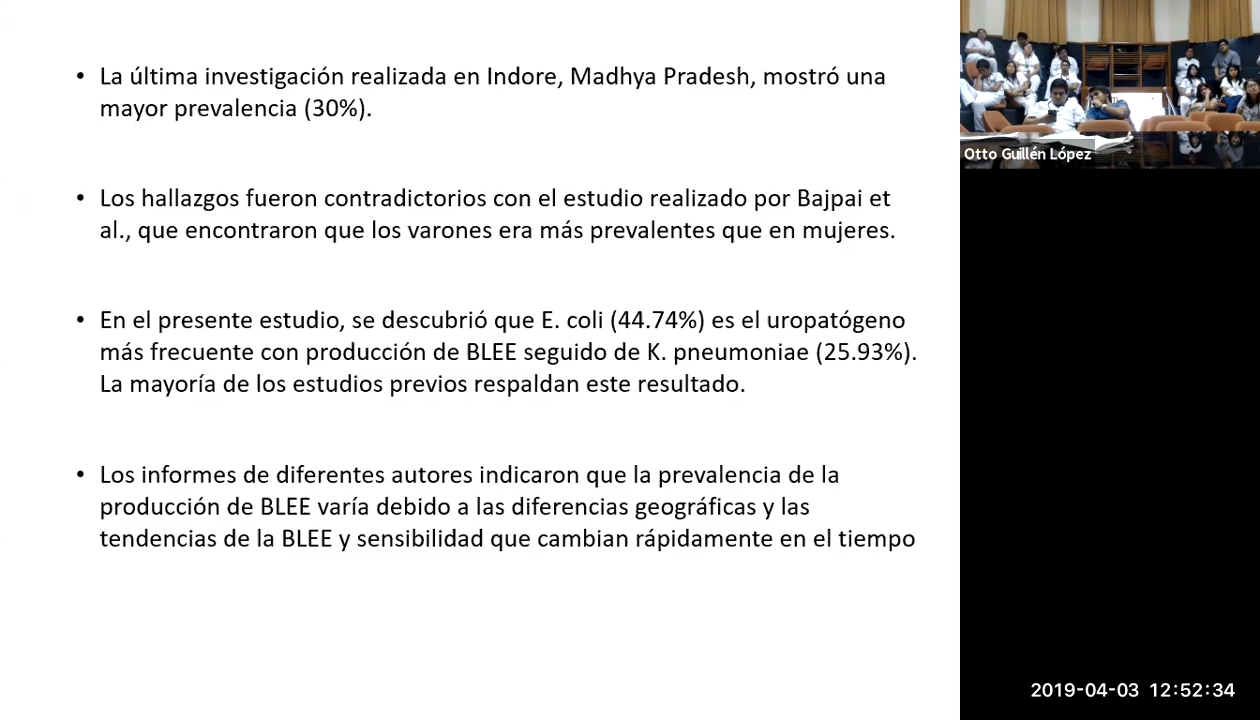 • La última investigación realizada en Indore, Madhya Pradesh, mostró una
mayor prevalencia (30%).
• Los hallazgos fueron contradictorios con el estudio realizado por Bajpai et
al., que encontraron que los varones era más prevalentes que en mujeres.
• En el presente estudio, se descubrió que E. coli (44.74%) es el uropatógeno
más frecuente con producción de BLEE seguido de K. pneumoniae (25.93%).
La mayoría de los estudios previos respaldan este resultado.
• Los informes de diferentes autores indicaron que la prevalencia de la
producción de BLEE varía debido a las diferencias geográficas y las
tendencias de la BLEE y sensibilidad que cambian rápidamente en el tiempo
Otto Guillén López
2019-04-03 12:52:34